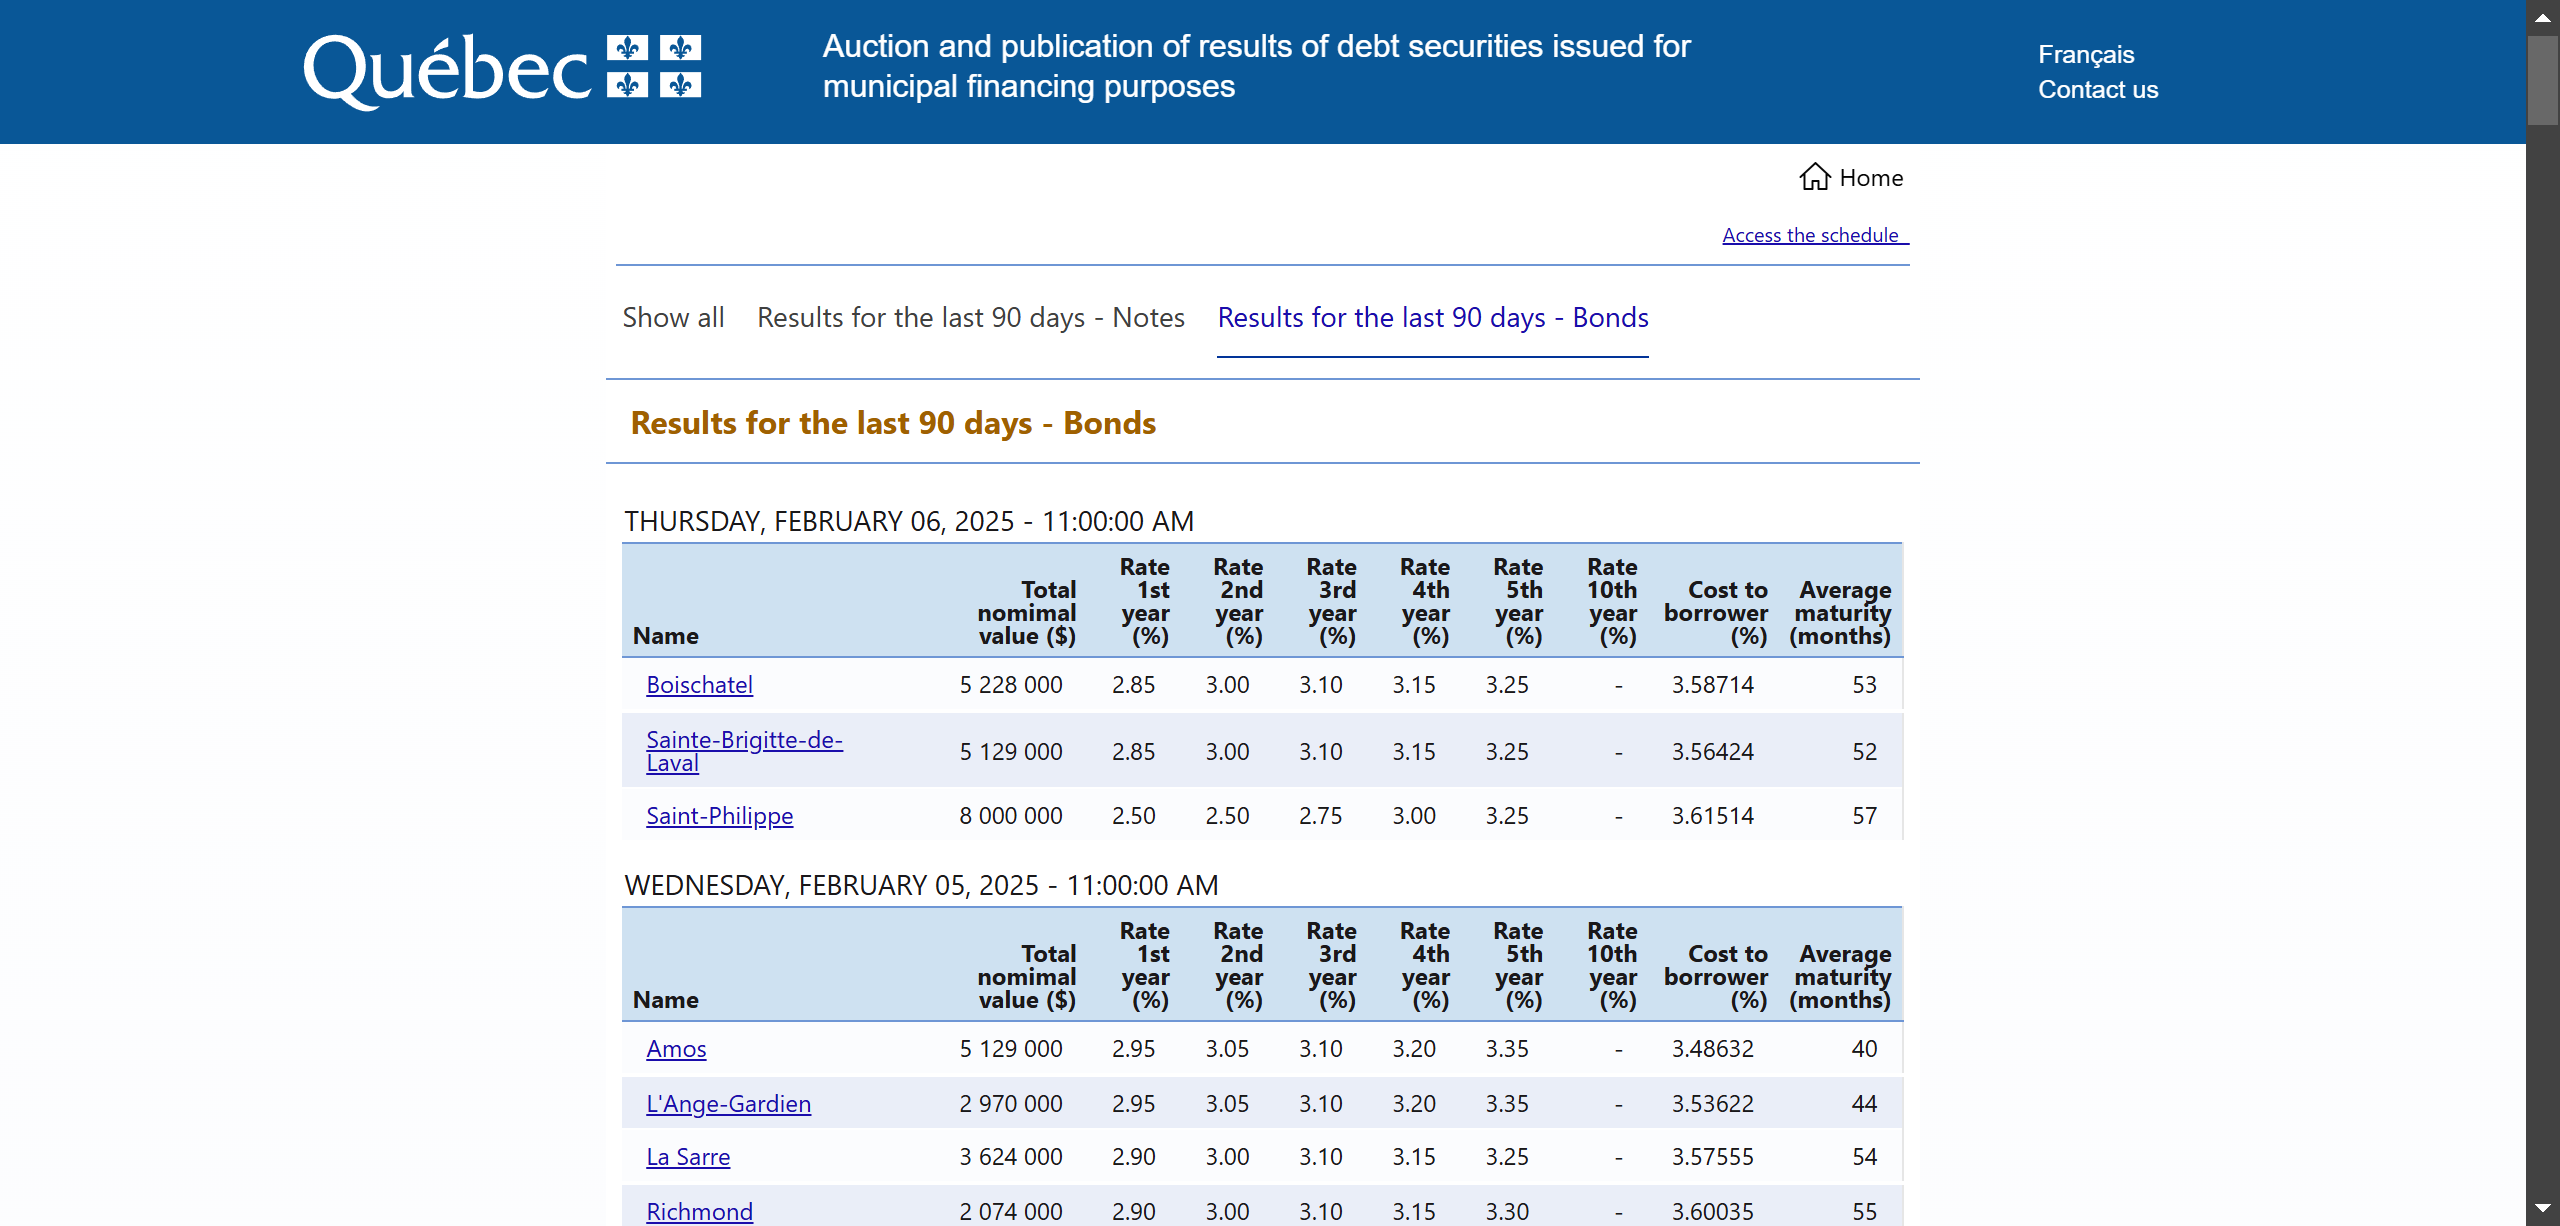 Québec
Auction and publication of results of debt securities issued for
municipal financing purposes
Français
Contact us
Home
Access the schedule
Show all Results for the last 90 days - Notes Results for the last 90 days - Bonds
Results for the last 90 days - Bonds
THURSDAY, FEBRUARY 06, 2025 - 11:00:00 AM
Name Total nomimal value ($) Rate 1st year (%) Rate 2nd year (%) Rate 3rd year (%) Rate 4th year (%) Rate 5th year (%) Rate 10th year (%) Cost to borrower (%) Average maturity (months)
Boischatel 5 228 000 2.85 3.00 3.10 3.15 3.25 - 3.58714 53
Sainte-Brigitte-de-
Laval 5 129 000 2.85 3.00 3.10 3.15 3.25 - 3.56424 52
Saint-Philippe 8 000 000 2.50 2.50 2.75 3.00 3.25 - 3.61514 57
WEDNESDAY, FEBRUARY 05, 2025 - 11:00:00 AM
Name Total nomimal value ($) Rate 1st year (%) Rate 2nd year (%) Rate 3rd year (%) Rate 4th year (%) Rate 5th year (%) Rate 10th year (%) Cost to borrower (%) Average maturity (months)
Amos 5 129 000 2.95 3.05 3.10 3.20 3.35 - 3.48632 40
L'Ange-Gardien 2 970 000 2.95 3.05 3.10 3.20 3.35 - 3.53622 44
La Sarre 3 624 000 2.90 3.00 3.10 3.15 3.25 - 3.57555 54
Richmond 2 074 000 2.90 3.00 3.10 3.15 3.30 - 3.60035 55